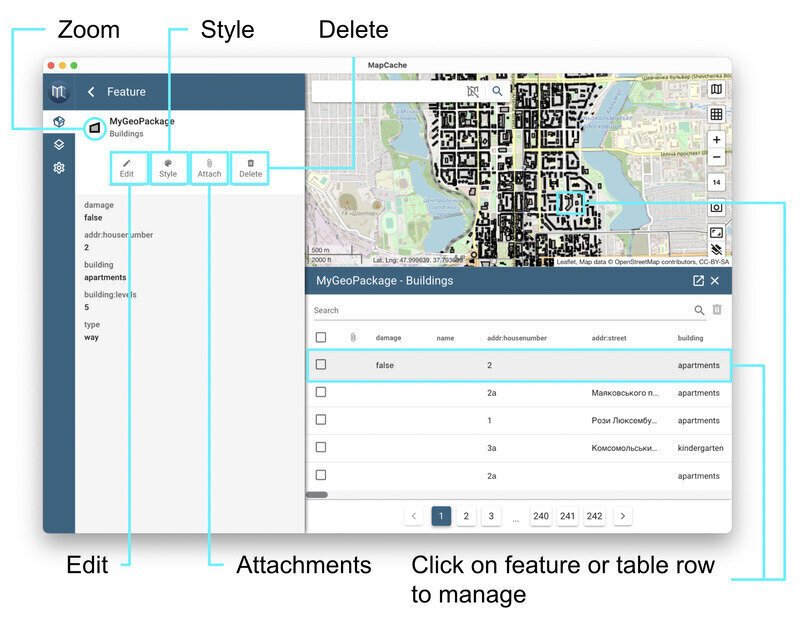 Zoom
Style
Delete
MapCache
Feature
MyGeoPackage
Buildings
Edit
Style
Attach
Delete
damage
false
addr:housenumber
2
building
apartments
building:levels
5
type
way
+
−
14
500 m
2000 ft
Lat. Lng: 47.999839, 37.793686
Leaflet, Map data © OpenStreetMap contributors, CC-BY-SA
MyGeoPackage - Buildings
Search
damage name addr:housenumber addr:street building
false 2 apartments
2а Маяковського п... apartments
1 Рози Люксембу... apartments
3а Комсомольськи... kindergarten
2а apartments
1 2 3 ... 240 241 242
Edit
Attachments
Click on feature or table row
to manage